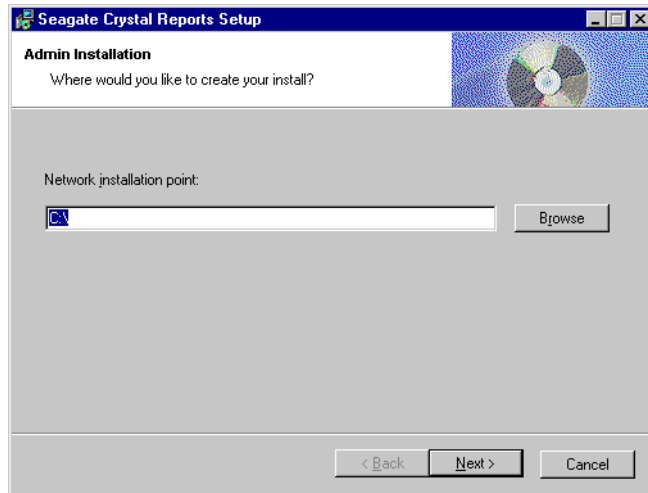 Seagate Crystal Reports Setup
Admin Installation
Where would you like to create your install?
Network installation point:
C:\
Browse
< Back
Next >
Cancel